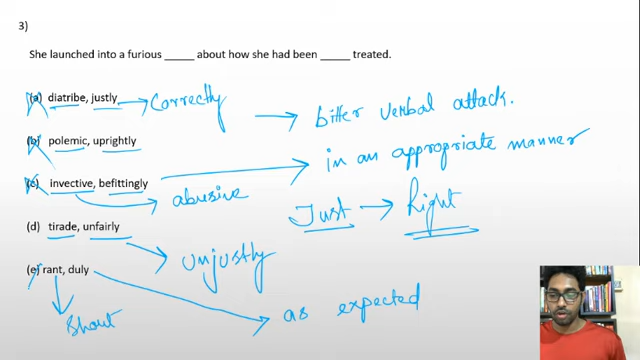 3)
She launched into a furious _____ about how she had been _____ treated.
(a) diatribe, justly
correctly
bitter verbal attack.
(b) polemic, uprightly
in an appropriate manner
(c) invective, befittingly
abusive
Just → Right
(d) tirade, unfairly
unjustly
(e) rant, duly
as expected
shout